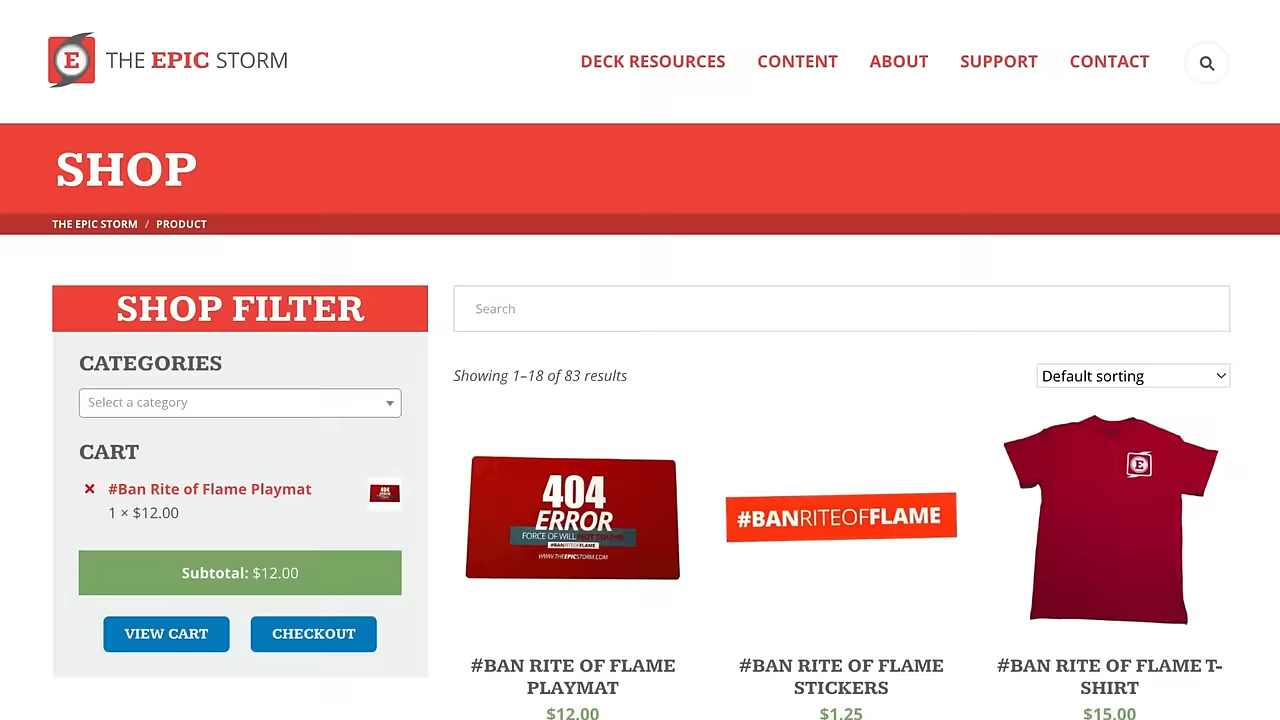 E THE EPIC STORM
DECK RESOURCES CONTENT ABOUT SUPPORT CONTACT
SHOP
THE EPIC STORM / PRODUCT
SHOP FILTER
CATEGORIES
Select a category
CART
× #Ban Rite of Flame Playmat
1 × $12.00
Subtotal: $12.00
VIEW CART CHECKOUT
Search
Showing 1–18 of 83 results
Default sorting
404
ERROR
FORCE OF WILL NOT FOUND
#BANRITEOFFLAME
WWW.THEEPICSTORM.COM
#BAN RITE OF FLAME
PLAYMAT
$12.00
#BANRITEOFFLAME
#BAN RITE OF FLAME
STICKERS
$1.25
E
#BAN RITE OF FLAME T-
SHIRT
$15.00